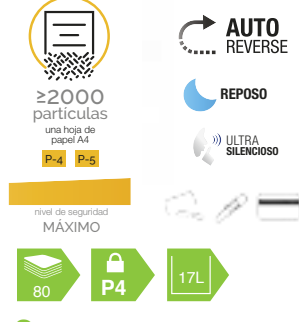 ≥2000
partículas
una hoja de
papel A4
P-4 P-5
nivel de seguridad
MÁXIMO
AUTO
REVERSE
REPOSO
ULTRA
SILENCIOSO
80
P4
17L